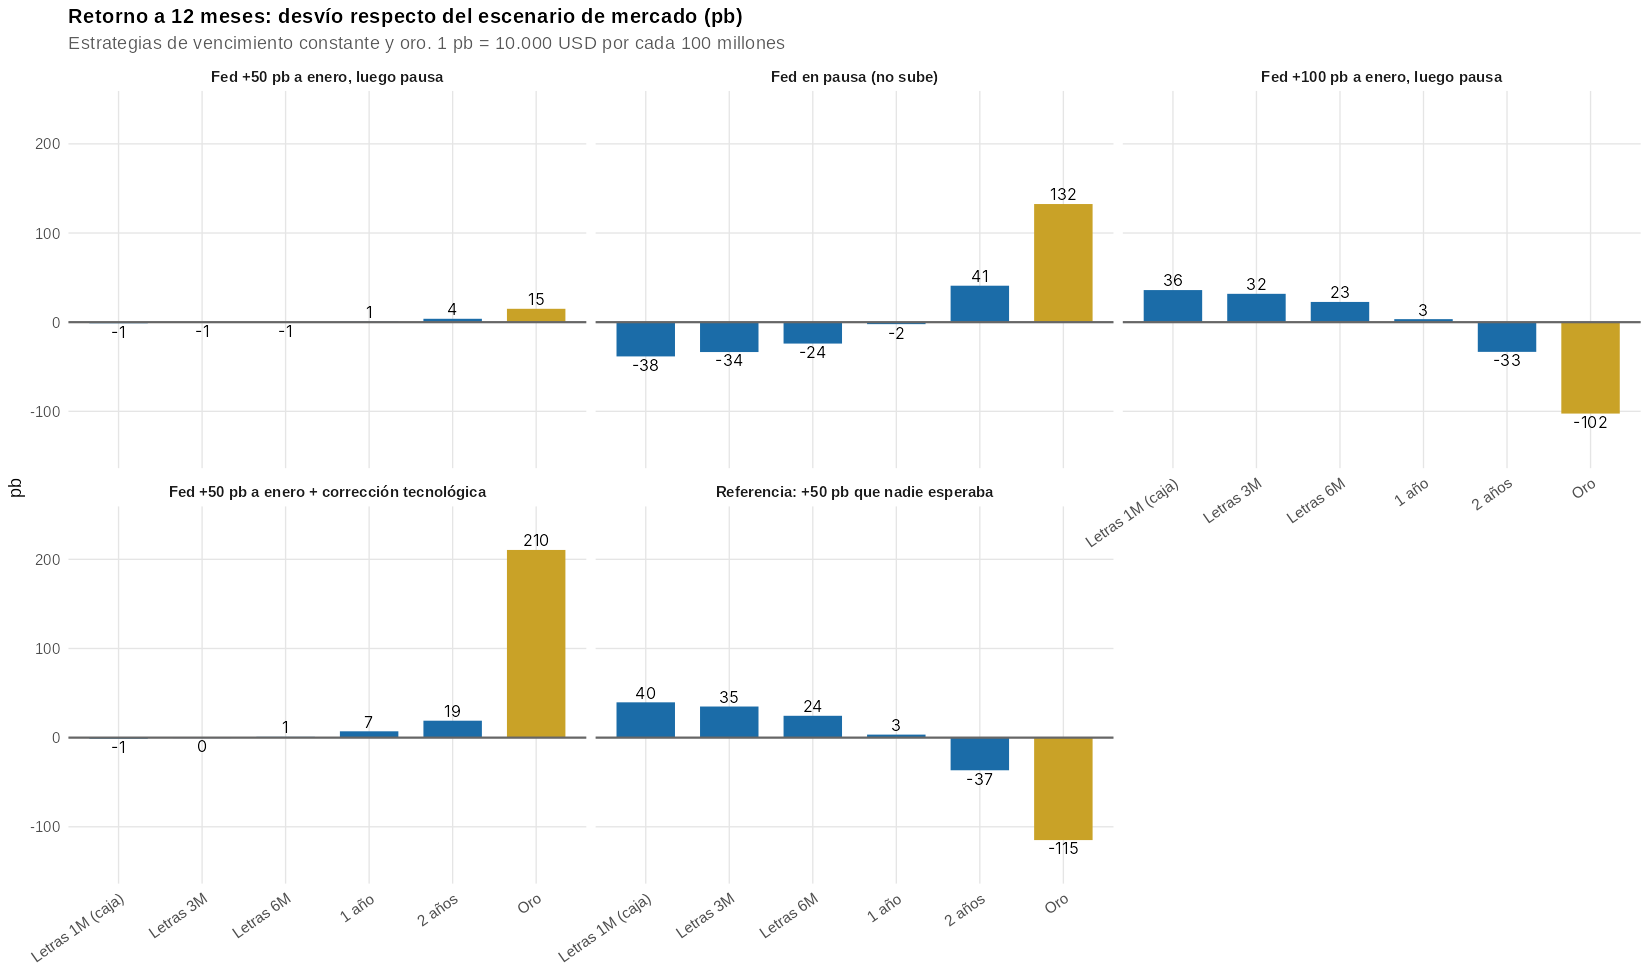 Retorno a 12 meses: desvío respecto del escenario de mercado (pb)
Estrategias de vencimiento constante y oro. 1 pb = 10.000 USD por cada 100 millones
Fed +50 pb a enero, luego pausa
Fed en pausa (no sube)
Fed +100 pb a enero, luego pausa
200
100
0
-100
-1
-1
-1
1
4
15
-38
-34
-24
-2
41
132
36
32
23
3
-33
-102
Letras 1M (caja)
Letras 3M
Letras 6M
1 año
2 años
Oro
pb
Fed +50 pb a enero + corrección tecnológica
Referencia: +50 pb que nadie esperaba
200
100
0
-100
-1
0
1
7
19
210
40
35
24
3
-37
-115
Letras 1M (caja)
Letras 3M
Letras 6M
1 año
2 años
Oro
Letras 1M (caja)
Letras 3M
Letras 6M
1 año
2 años
Oro